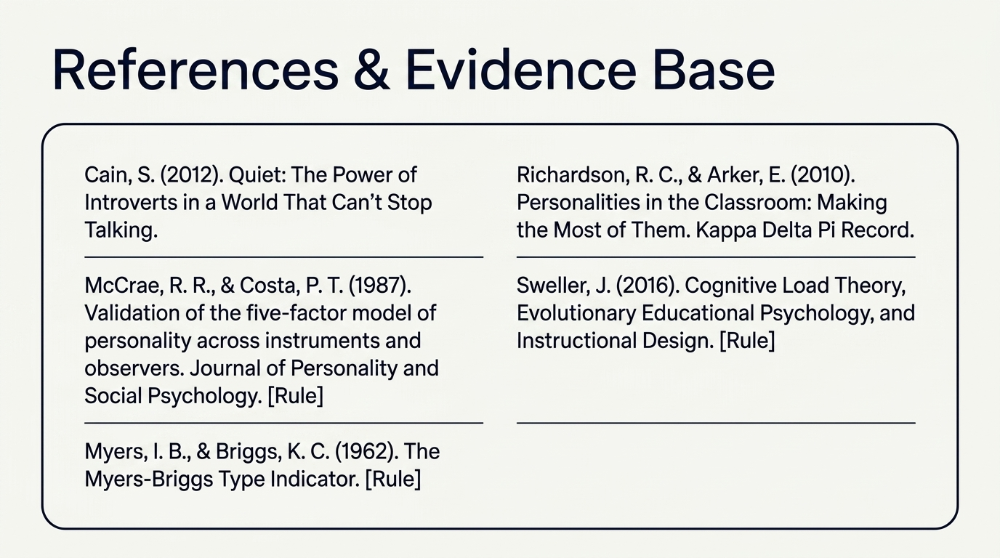 References & Evidence Base
Cain, S. (2012). Quiet: The Power of
Introverts in a World That Can’t Stop
Talking.
McCrae, R. R., & Costa, P. T. (1987).
Validation of the five-factor model of
personality across instruments and
observers. Journal of Personality and
Social Psychology. [Rule]
Myers, I. B., & Briggs, K. C. (1962). The
Myers-Briggs Type Indicator. [Rule]
Richardson, R. C., & Arker, E. (2010).
Personalities in the Classroom: Making
the Most of Them. Kappa Delta Pi Record.
Sweller, J. (2016). Cognitive Load Theory,
Evolutionary Educational Psychology, and
Instructional Design. [Rule]